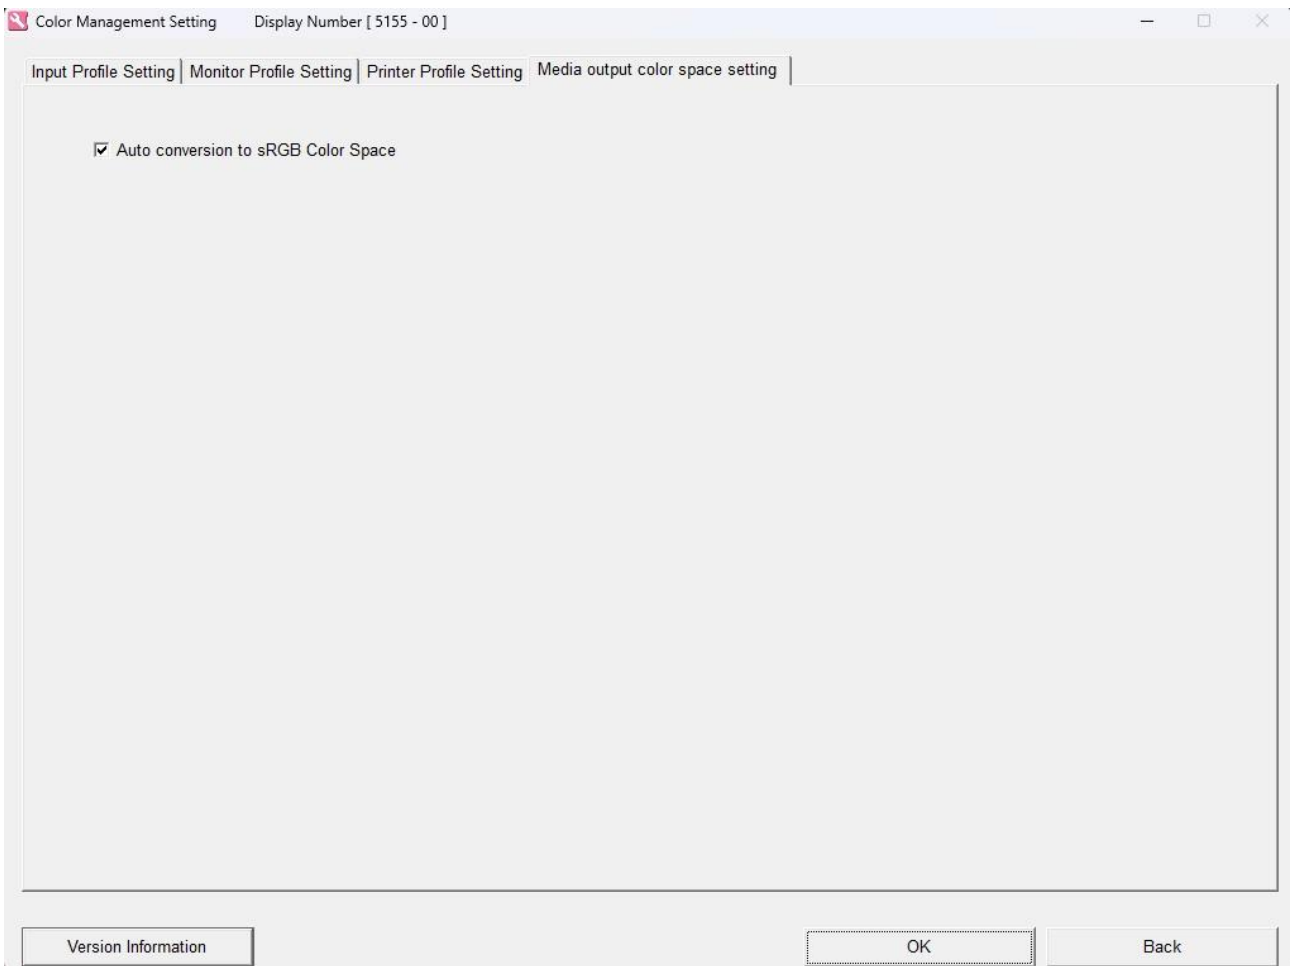 Color Management Setting Display Number [ 5155 - 00 ]
Input Profile Setting Monitor Profile Setting Printer Profile Setting Media output color space setting
Auto conversion to sRGB Color Space
Version Information OK Back